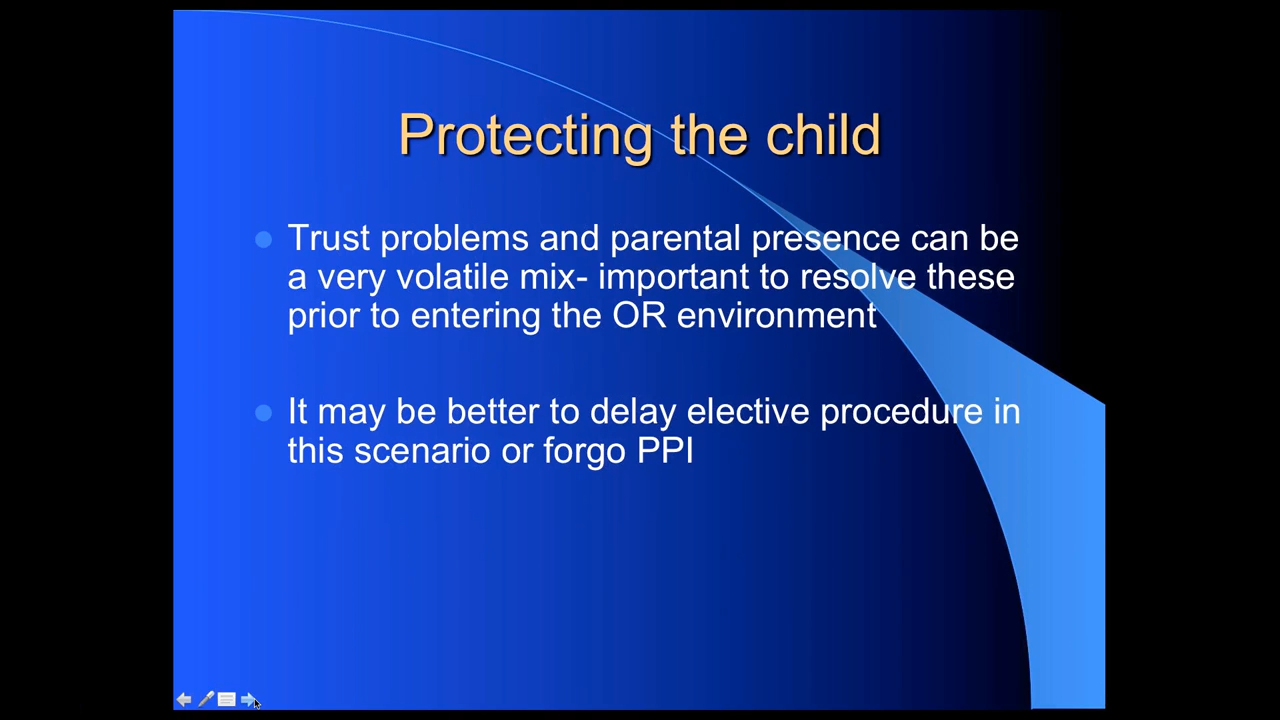 Protecting the child
Trust problems and parental presence can be
a very volatile mix- important to resolve these
prior to entering the OR environment
It may be better to delay elective procedure in
this scenario or forgo PPI